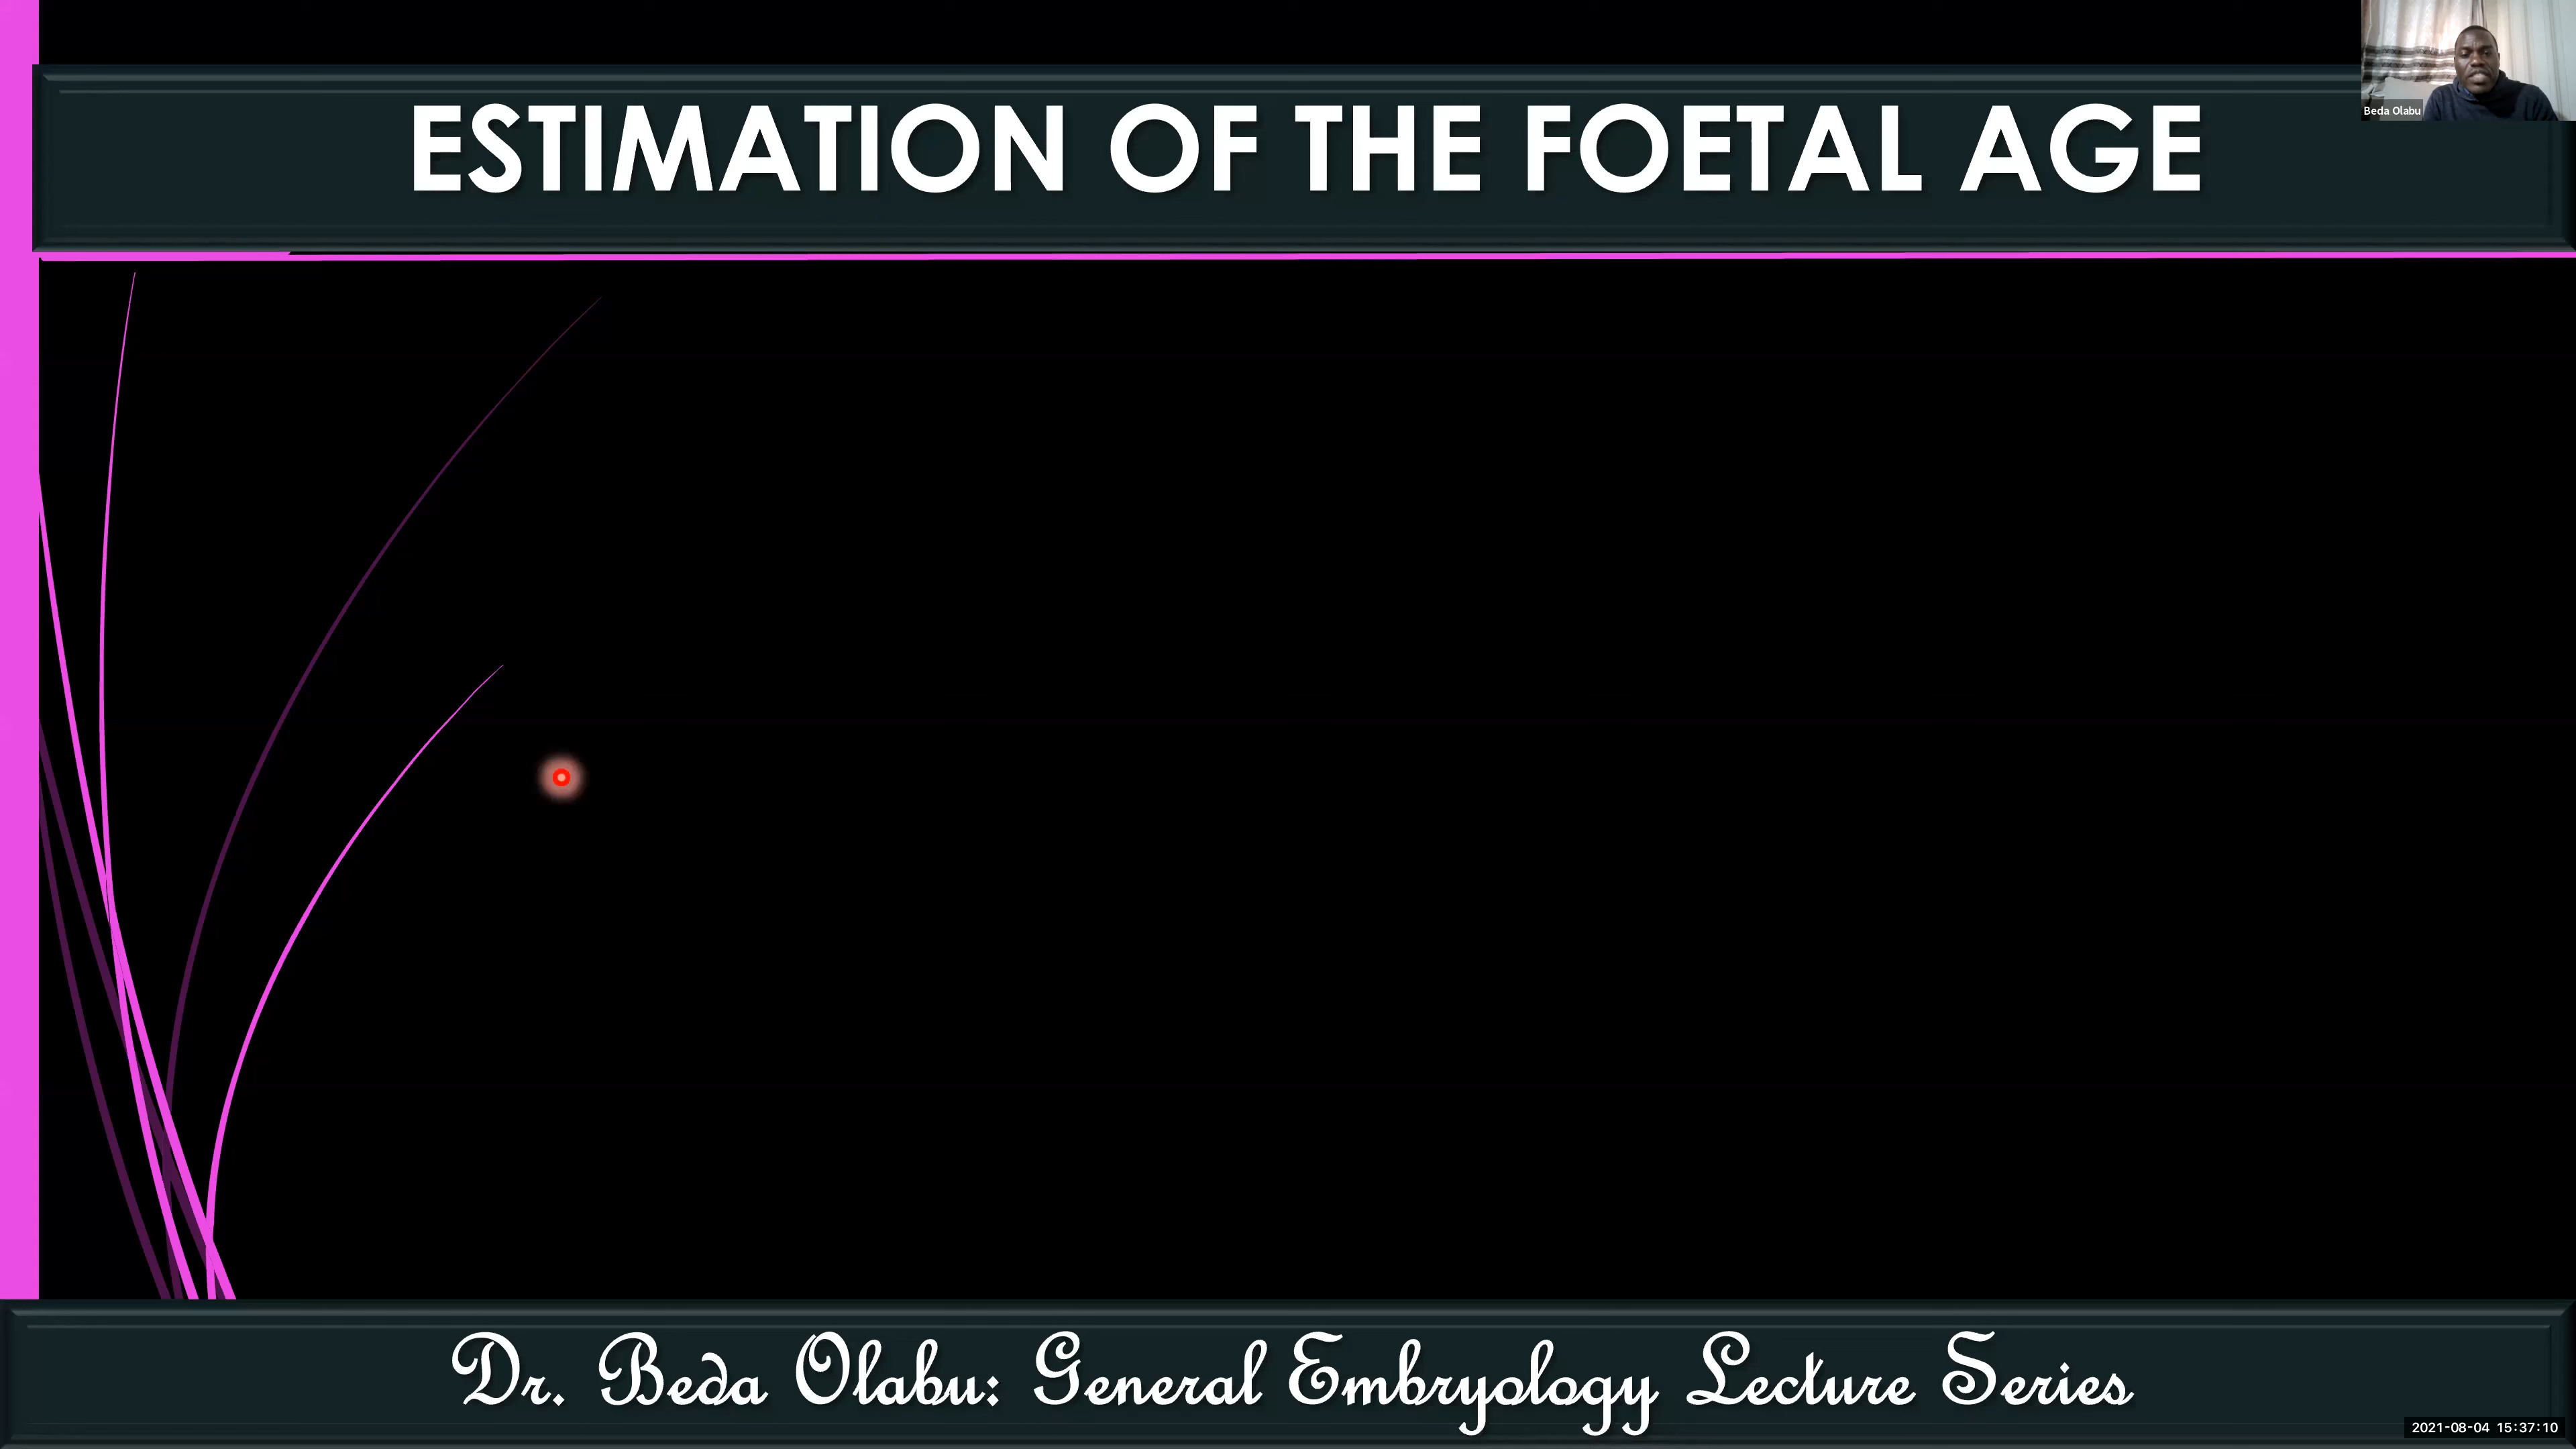 ESTIMATION OF THE FOETAL AGE
Beda Olabu
Dr. Beda Olabu: General Embryology Lecture Series
2021-08-04 15:37:10